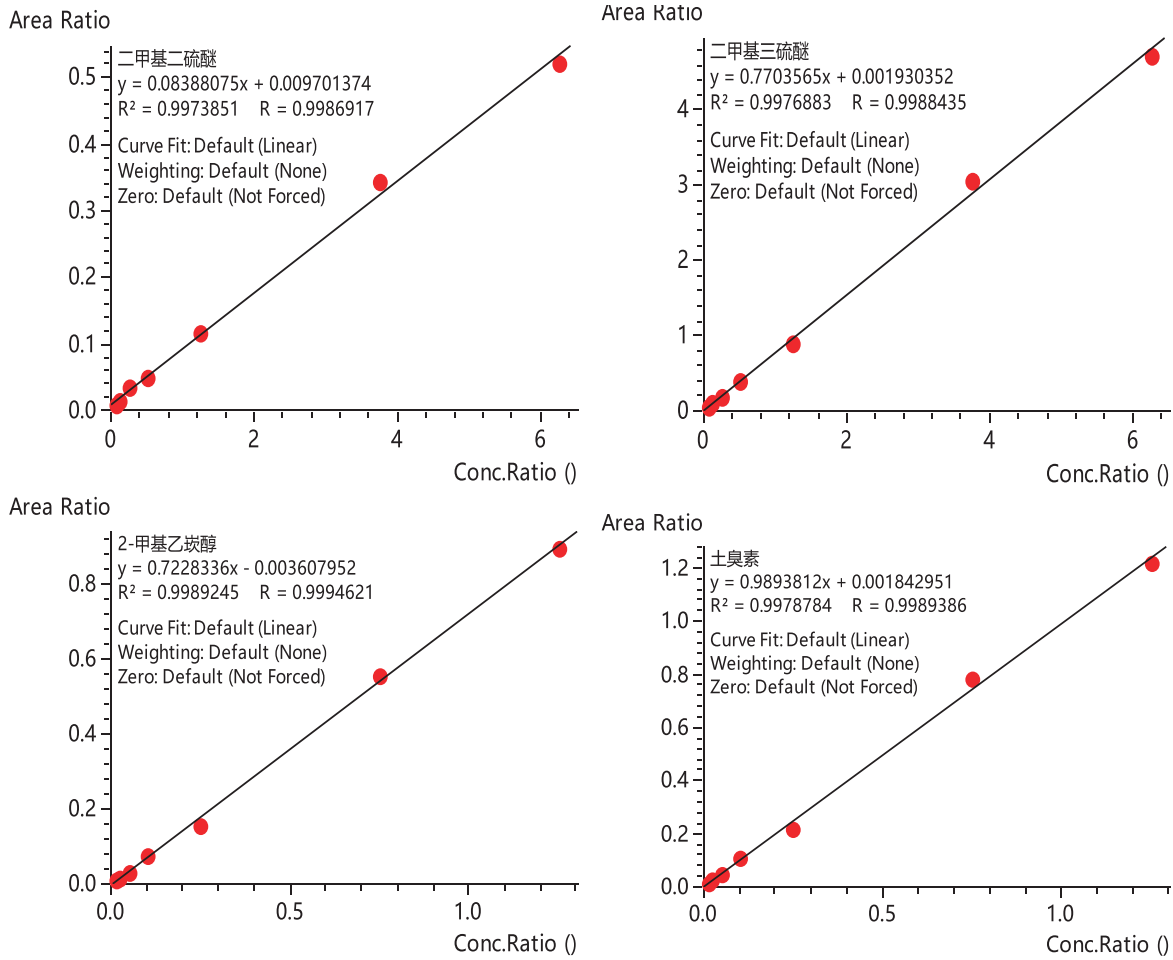 Area Ratio
二甲基二硫醚
y = 0.08388075x + 0.009701374
R² = 0.9973851 R = 0.9986917
Curve Fit: Default (Linear)
Weighting: Default (None)
Zero: Default (Not Forced)
0.5
0.4
0.3
0.2
0.1
0.0
0 2 4 6
Conc.Ratio ()
Area Ratio
二甲基三硫醚
y = 0.7703565x + 0.001930352
R² = 0.9976883 R = 0.9988435
Curve Fit: Default (Linear)
Weighting: Default (None)
Zero: Default (Not Forced)
4
3
2
1
0
0 2 4 6
Conc.Ratio ()
Area Ratio
2-甲基乙莰醇
y = 0.7228336x - 0.003607952
R² = 0.9989245 R = 0.9994621
Curve Fit: Default (Linear)
Weighting: Default (None)
Zero: Default (Not Forced)
0.8
0.6
0.4
0.2
0.0
0.0 0.5 1.0
Conc.Ratio ()
Area Ratio
土臭素
y = 0.9893812x + 0.001842951
R² = 0.9978784 R = 0.9989386
Curve Fit: Default (Linear)
Weighting: Default (None)
Zero: Default (Not Forced)
1.2
1.0
0.8
0.6
0.4
0.2
0.0
0.0 0.5 1.0
Conc.Ratio ()